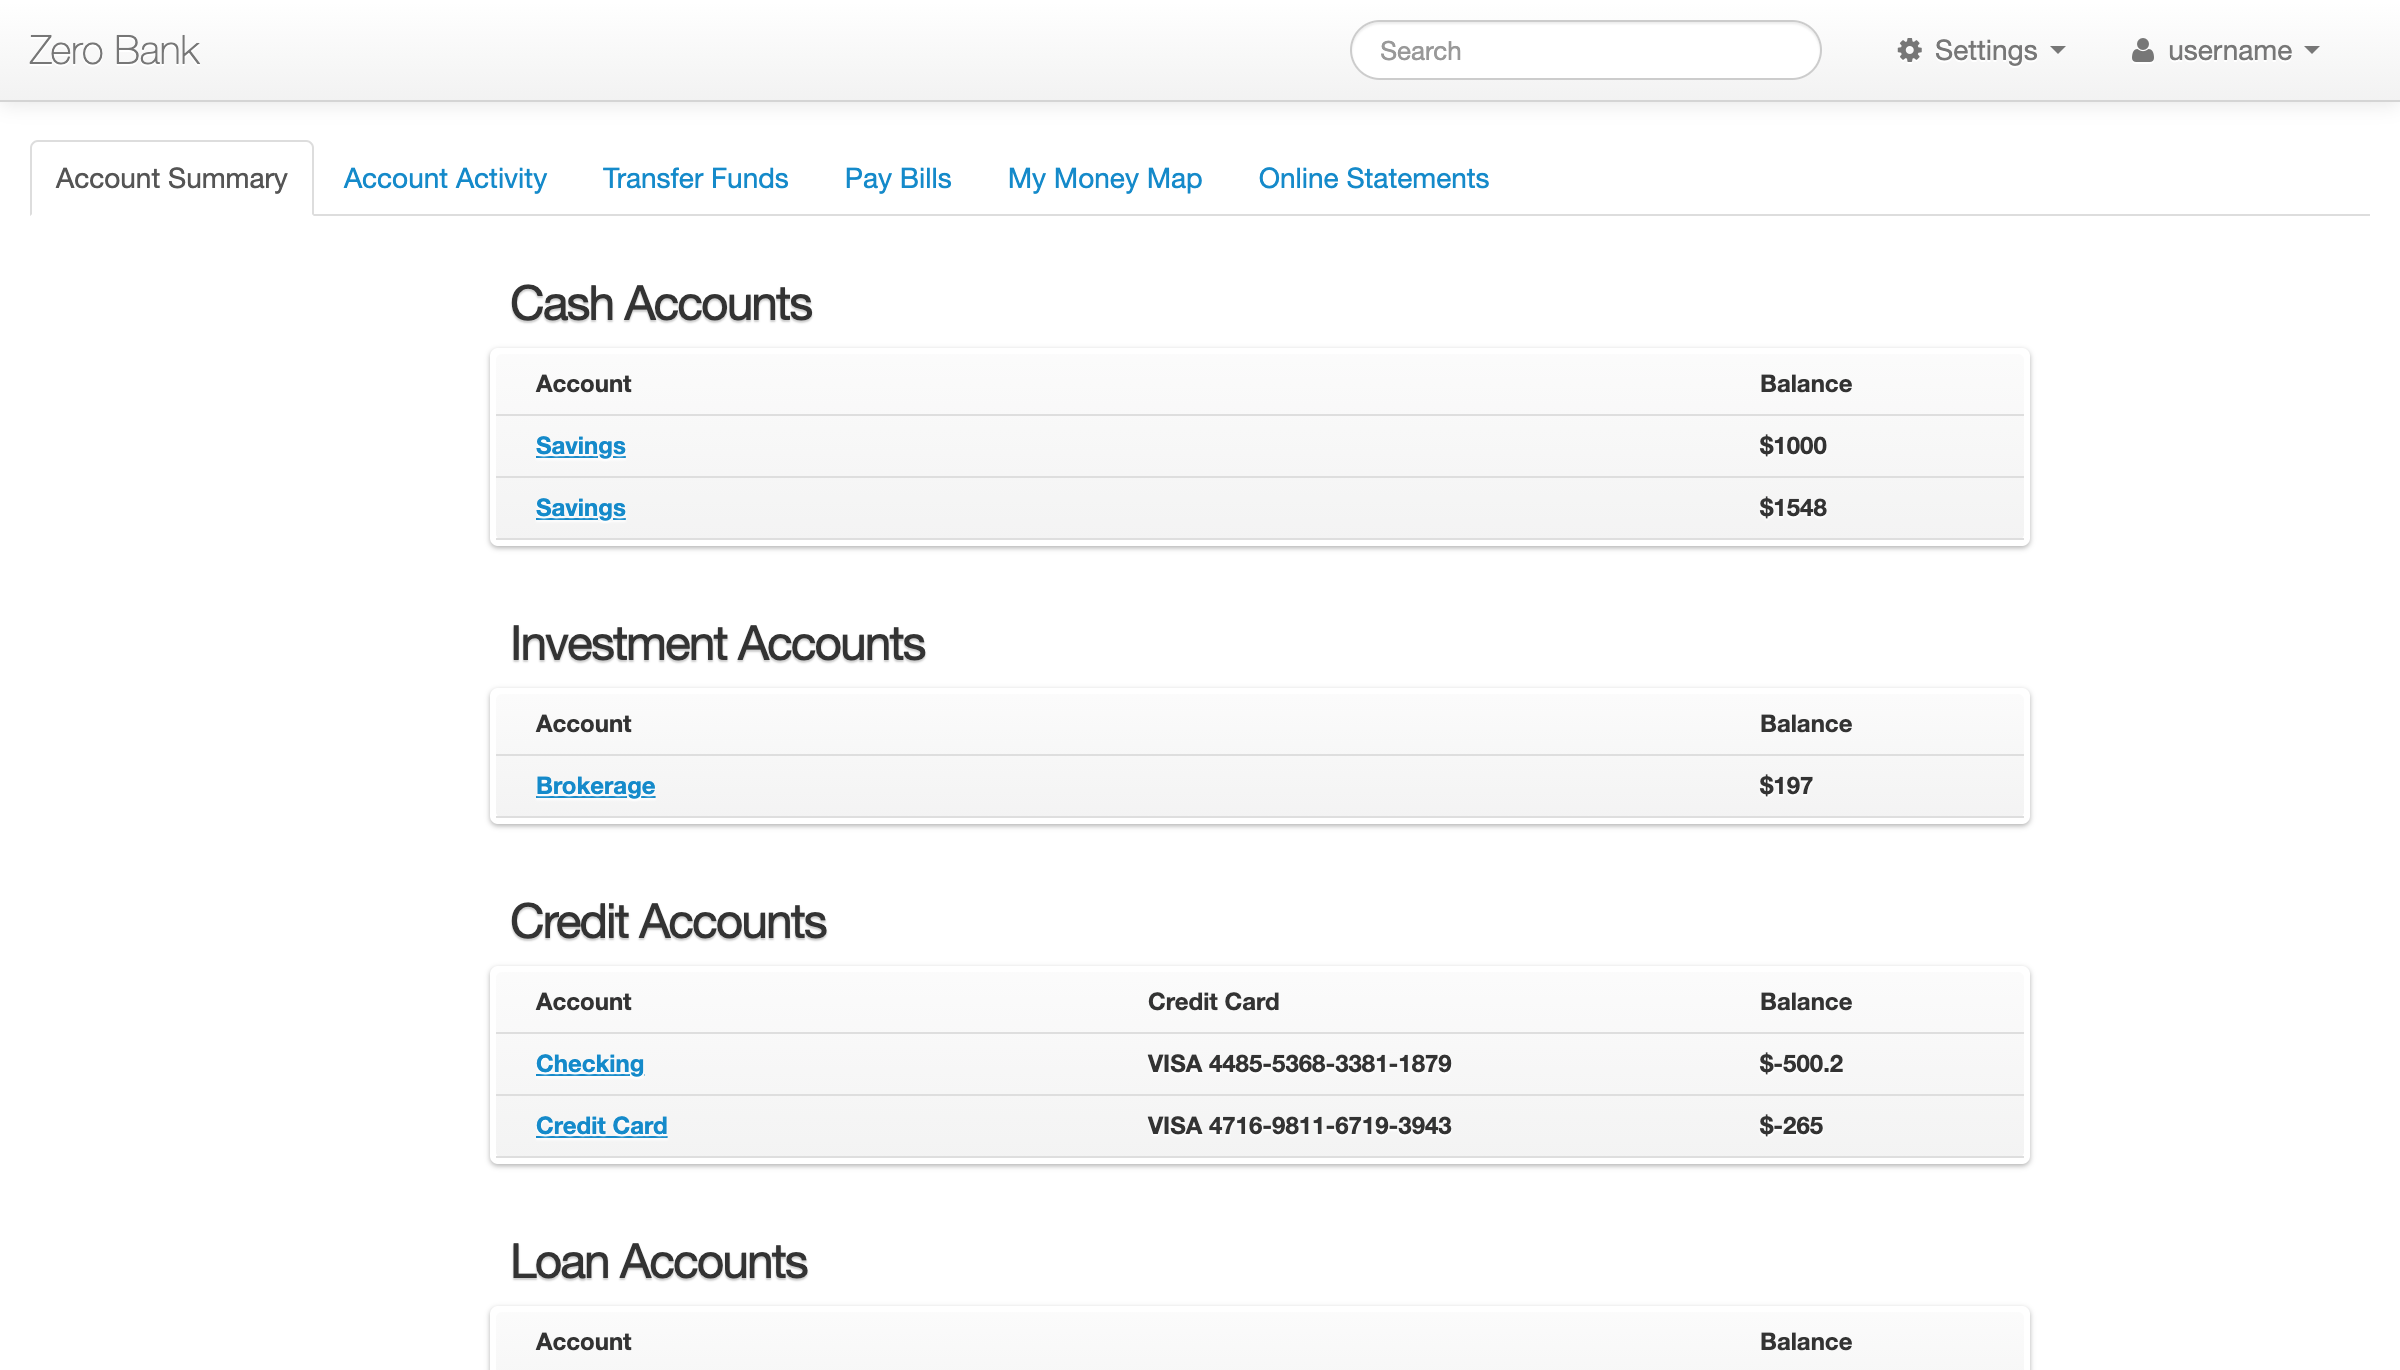 Zero Bank
Search
Settings
username
Account Summary Account Activity Transfer Funds Pay Bills My Money Map Online Statements
Cash Accounts
Account Balance
Savings $1000
Savings $1548
Investment Accounts
Account Balance
Brokerage $197
Credit Accounts
Account Credit Card Balance
Checking VISA 4485-5368-3381-1879 $-500.2
Credit Card VISA 4716-9811-6719-3943 $-265
Loan Accounts
Account Balance